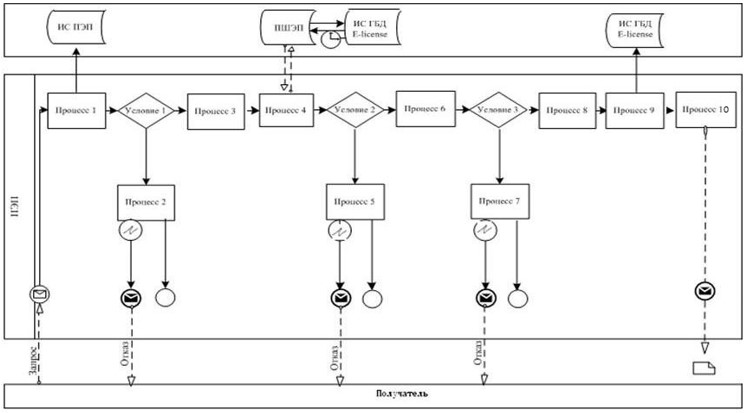 ИС ПЭП
ПШЭП
ИС ГБД
E-license
ИС ГБД
E-license
ПЭП
Процесс 1
Условие 1
Процесс 3
Процесс 4
Условие 2
Процесс 6
Условие 3
Процесс 8
Процесс 9
Процесс 10
Процесс 2
Процесс 5
Процесс 7
Запрос
Отказ
Отказ
Отказ
Получатель